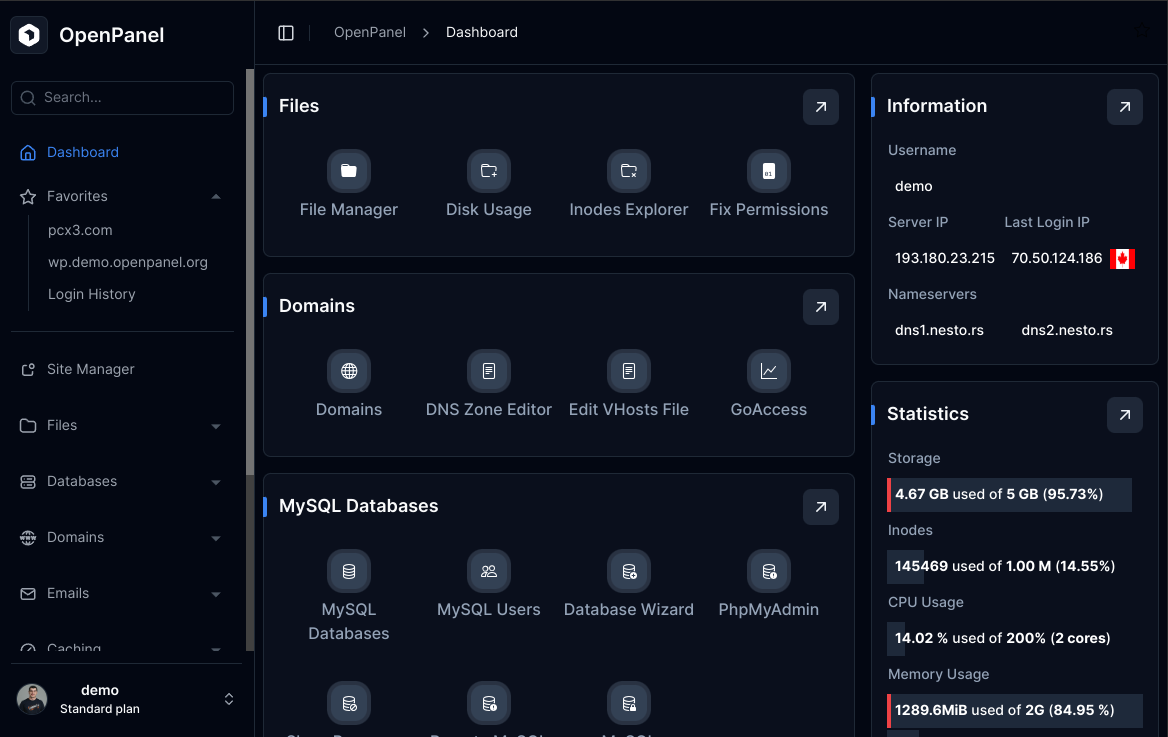 OpenPanel
Search...
Dashboard
Favorites
pcx3.com
wp.demo.openpanel.org
Login History
Site Manager
Files
Databases
Domains
Emails
Caching
demo
Standard plan
OpenPanel > Dashboard
Files
File Manager
Disk Usage
Inodes Explorer
Fix Permissions
Domains
Domains
DNS Zone Editor
Edit VHosts File
GoAccess
MySQL Databases
MySQL
Databases
MySQL Users
Database Wizard
PhpMyAdmin
Information
Username
demo
Server IP
Last Login IP
193.180.23.215
70.50.124.186
Nameservers
dns1.nesto.rs
dns2.nesto.rs
Statistics
Storage
4.67 GB used of 5 GB (95.73%)
Inodes
145469 used of 1.00 M (14.55%)
CPU Usage
14.02 % used of 200% (2 cores)
Memory Usage
1289.6MiB used of 2G (84.95 %)